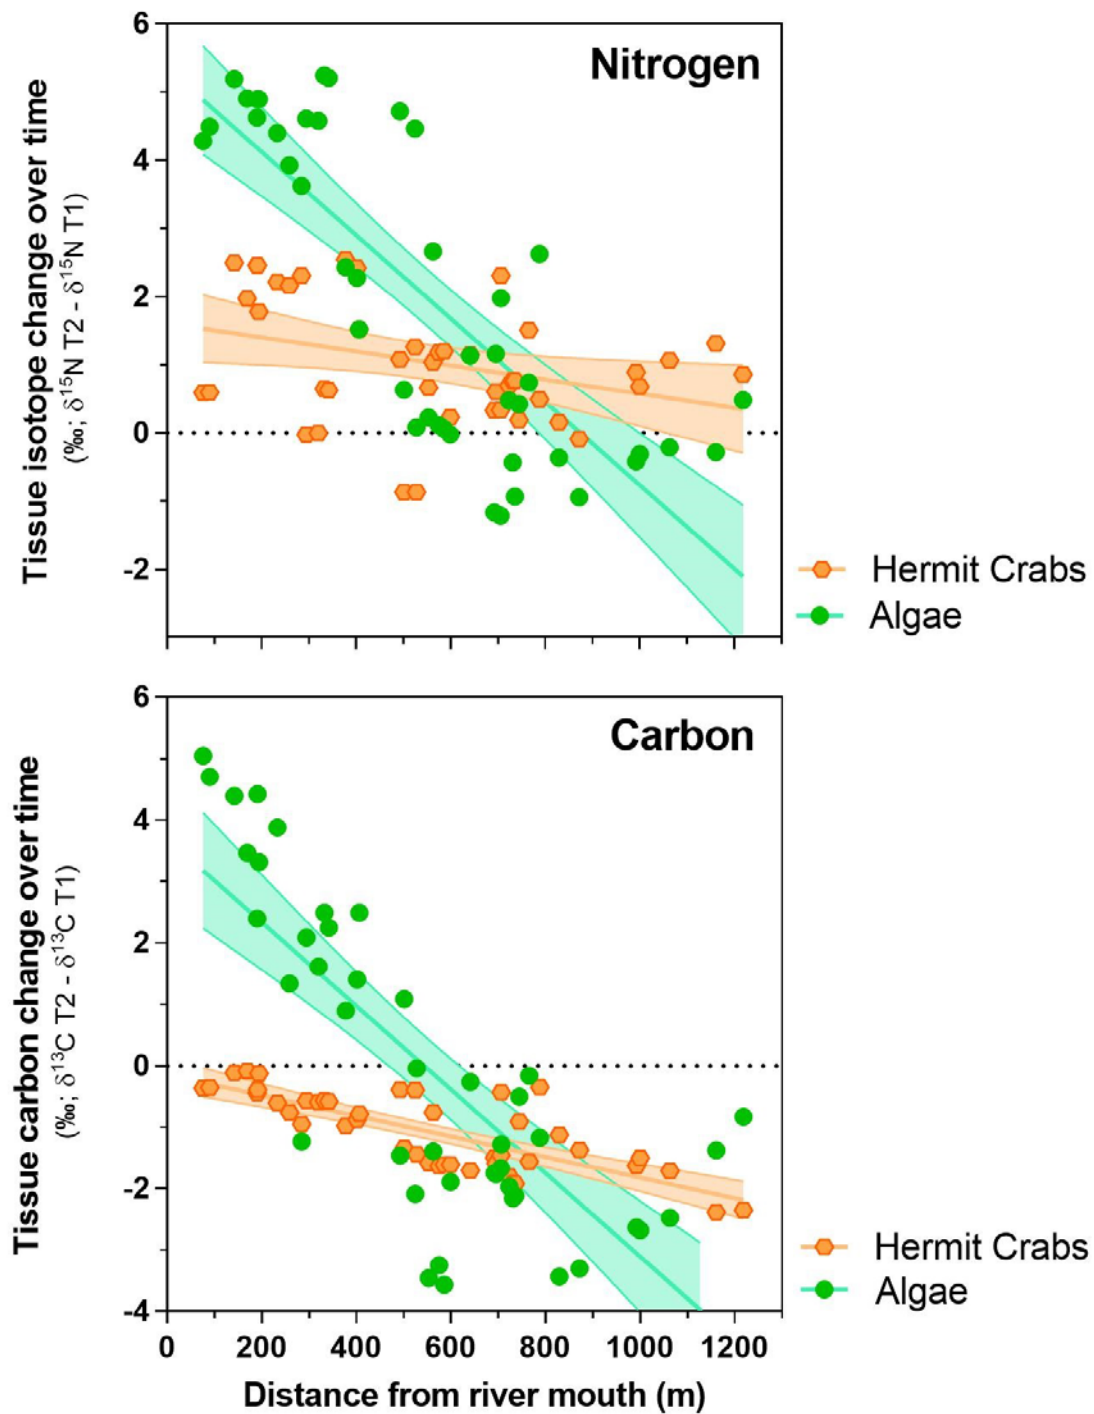 Nitrogen
Tissue isotope change over time
(‰; δ¹⁵N T2 - δ¹⁵N T1)
6
4
2
0
-2
Hermit Crabs
Algae
Carbon
Tissue carbon change over time
(‰; δ¹³C T2 - δ¹³C T1)
6
4
2
0
-2
-4
Hermit Crabs
Algae
0 200 400 600 800 1000 1200
Distance from river mouth (m)